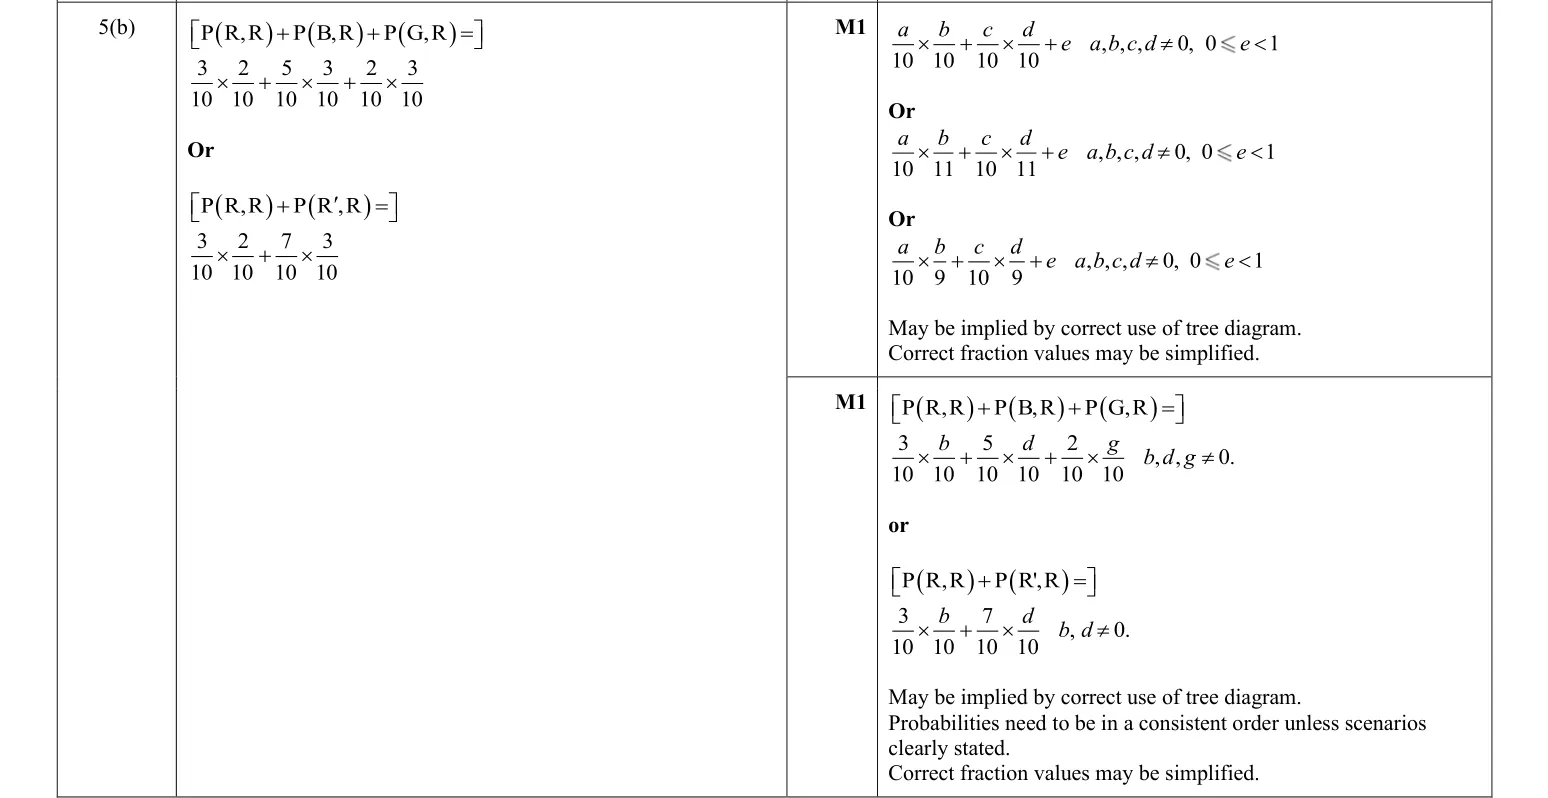 5(b)
[P(R,R)+P(B,R)+P(G,R)=]
3/10 × 2/10 + 5/10 × 3/10 + 2/10 × 3/10
Or
[P(R,R)+P(R′,R)=]
3/10 × 2/10 + 7/10 × 3/10
M1
a/10 × b/10 + c/10 × d/10 + e a,b,c,d ≠ 0, 0 ⩽ e < 1
Or
a/10 × b/11 + c/10 × d/11 + e a,b,c,d ≠ 0, 0 ⩽ e < 1
Or
a/10 × b/9 + c/10 × d/9 + e a,b,c,d ≠ 0, 0 ⩽ e < 1
May be implied by correct use of tree diagram.
Correct fraction values may be simplified.
M1
[P(R,R)+P(B,R)+P(G,R)=]
3/10 × b/10 + 5/10 × d/10 + 2/10 × g/10 b,d,g ≠ 0.
or
[P(R,R)+P(R',R)=]
3/10 × b/10 + 7/10 × d/10 b, d ≠ 0.
May be implied by correct use of tree diagram.
Probabilities need to be in a consistent order unless scenarios
clearly stated.
Correct fraction values may be simplified.